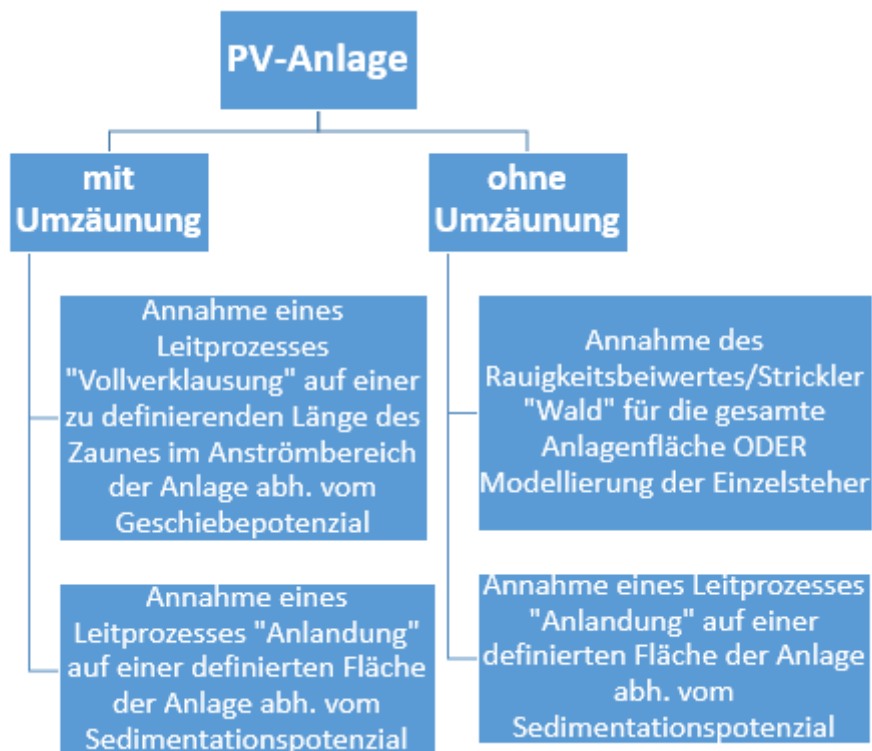 PV-Anlage
mit
Umzäunung
Annahme eines
Leitprozesses
"Vollverklausung" auf einer
zu definierenden Länge des
Zaunes im Anströmbereich
der Anlage abh. vom
Geschiebepotenzial
Annahme eines
Leitprozesses "Anlandung"
auf einer definierten Fläche
der Anlage abh. vom
Sedimentationspotenzial
ohne
Umzäunung
Annahme des
Rauigkeitsbeiwertes/Strickler
"Wald" für die gesamte
Anlagenfläche ODER
Modellierung der Einzelsteher
Annahme eines Leitprozesses
"Anlandung" auf einer
definierten Fläche der Anlage
abh. vom
Sedimentationspotenzial